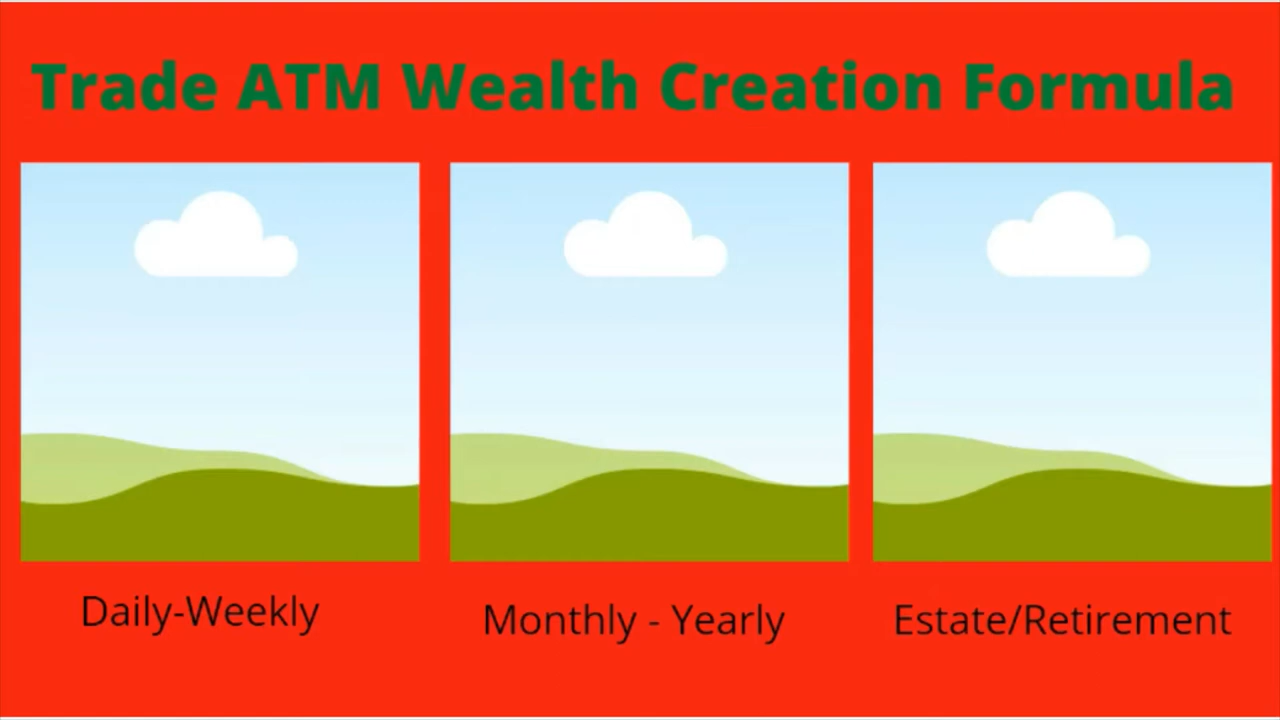 Trade ATM Wealth Creation Formula
Daily-Weekly
Monthly - Yearly
Estate/Retirement